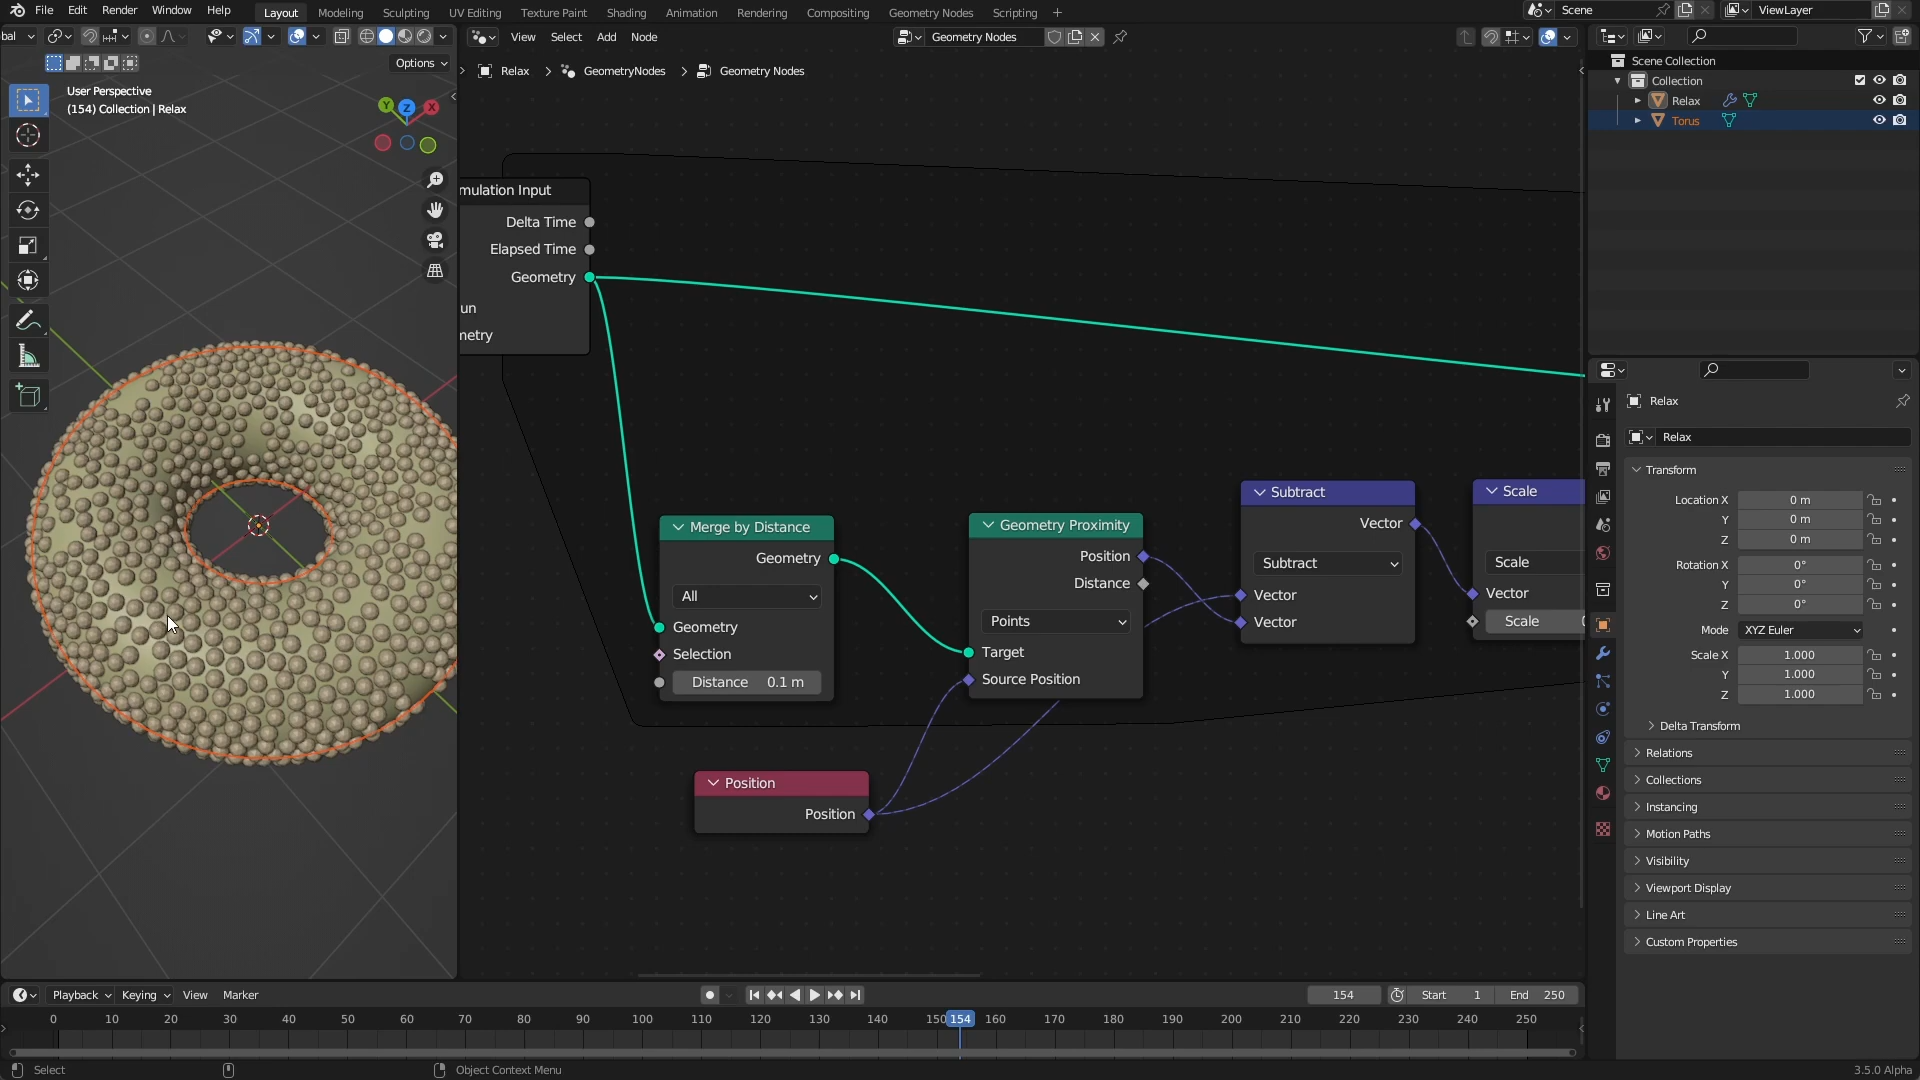 File Edit Render Window Help
Layout Modeling Sculpting UV Editing Texture Paint Shading Animation Rendering Compositing Geometry Nodes Scripting +
Scene
ViewLayer
bal
View Select Add Node
Geometry Nodes
Options
Relax > GeometryNodes > Geometry Nodes
User Perspective
(154) Collection | Relax
Y Z X
Scene Collection
Collection
Relax
Torus
mulation Input
Delta Time
Elapsed Time
Geometry
un
metry
Merge by Distance
Geometry
All
Geometry
Selection
Distance 0.1 m
Geometry Proximity
Position
Distance
Points
Target
Source Position
Subtract
Vector
Subtract
Vector
Vector
Scale
Scale
Vector
Scale
Position
Position
Relax
Relax
Transform
Location X 0 m
Y 0 m
Z 0 m
Rotation X 0°
Y 0°
Z 0°
Mode XYZ Euler
Scale X 1.000
Y 1.000
Z 1.000
Delta Transform
Relations
Collections
Instancing
Motion Paths
Visibility
Viewport Display
Line Art
Custom Properties
Playback Keying View Marker
154
Start 1
End 250
0 10 20 30 40 50 60 70 80 90 100 110 120 130 140 150 154 160 170 180 190 200 210 220 230 240 250
Select
Object Context Menu
3.5.0 Alpha